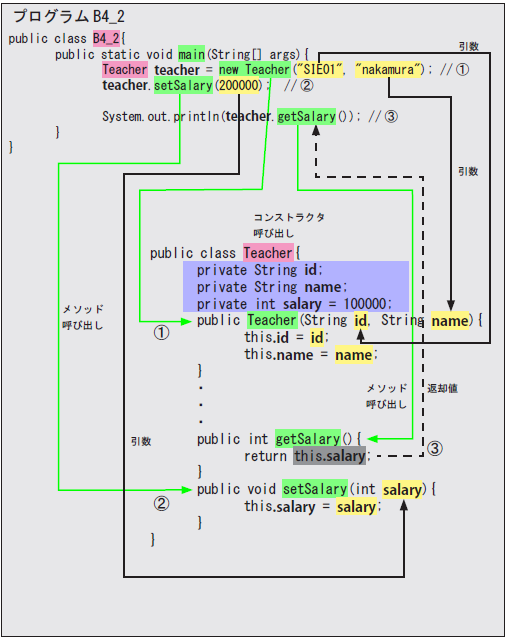 プログラム B4_2
public class B4_2{
public static void main(String[] args){
引数
Teacher teacher = new Teacher("SIE01", "nakamura"); //①
teacher.setSalary(200000); //②
System.out.println(teacher.getSalary()); //③
}
}
引数
コンストラクタ
呼び出し
public class Teacher{
private String id;
private String name;
private int salary = 100000;
メソッド
呼び出し
①
public Teacher(String id, String name){
this.id = id;
this.name = name;
}
・
・
・
メソッド
呼び出し
返却値
引数
public int getSalary(){
return this.salary;
③
}
②
public void setSalary(int salary){
this.salary = salary;
}
}